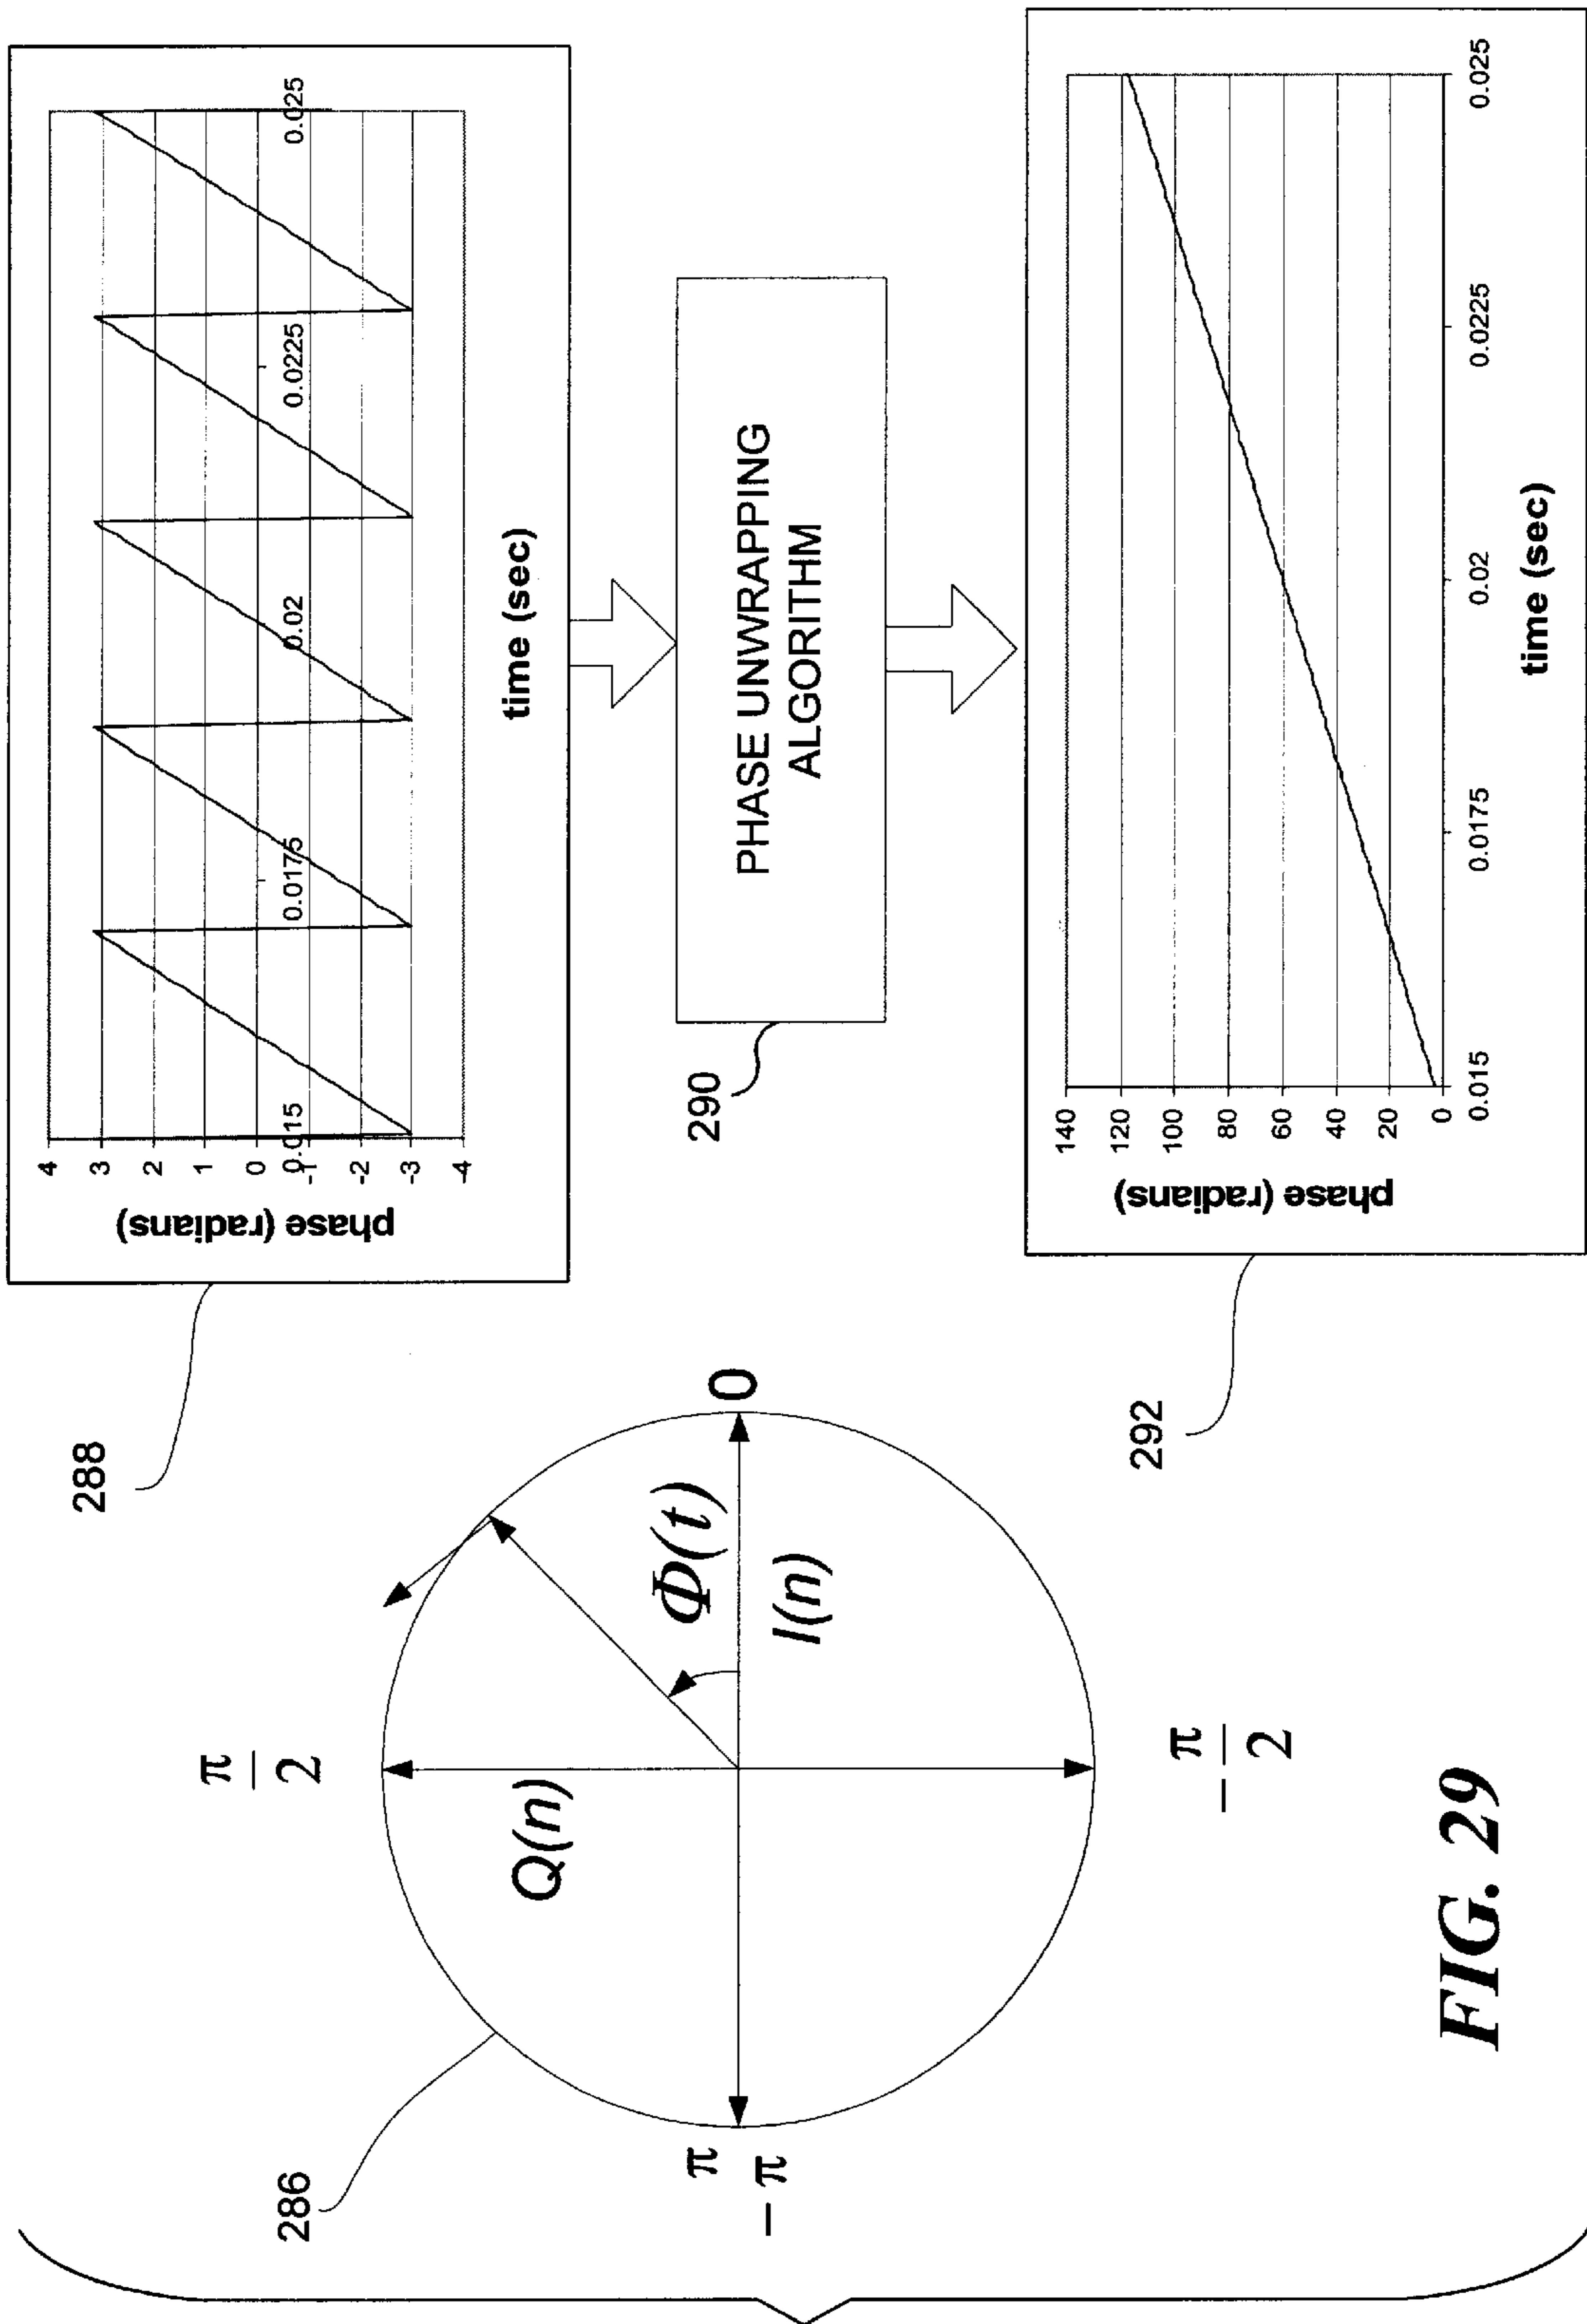 286
π
2
Q(n)
Φ(t)
I(n)
0
π
− π
− π
2
288
phase (radians)
4
3
2
1
0
-1
-2
-3
-4
0.015
0.0175
0.02
0.0225
0.025
time (sec)
290
PHASE UNWRAPPING
ALGORITHM
292
phase (radians)
140
120
100
80
60
40
20
0
0.015
0.0175
0.02
0.0225
0.025
time (sec)
FIG. 29